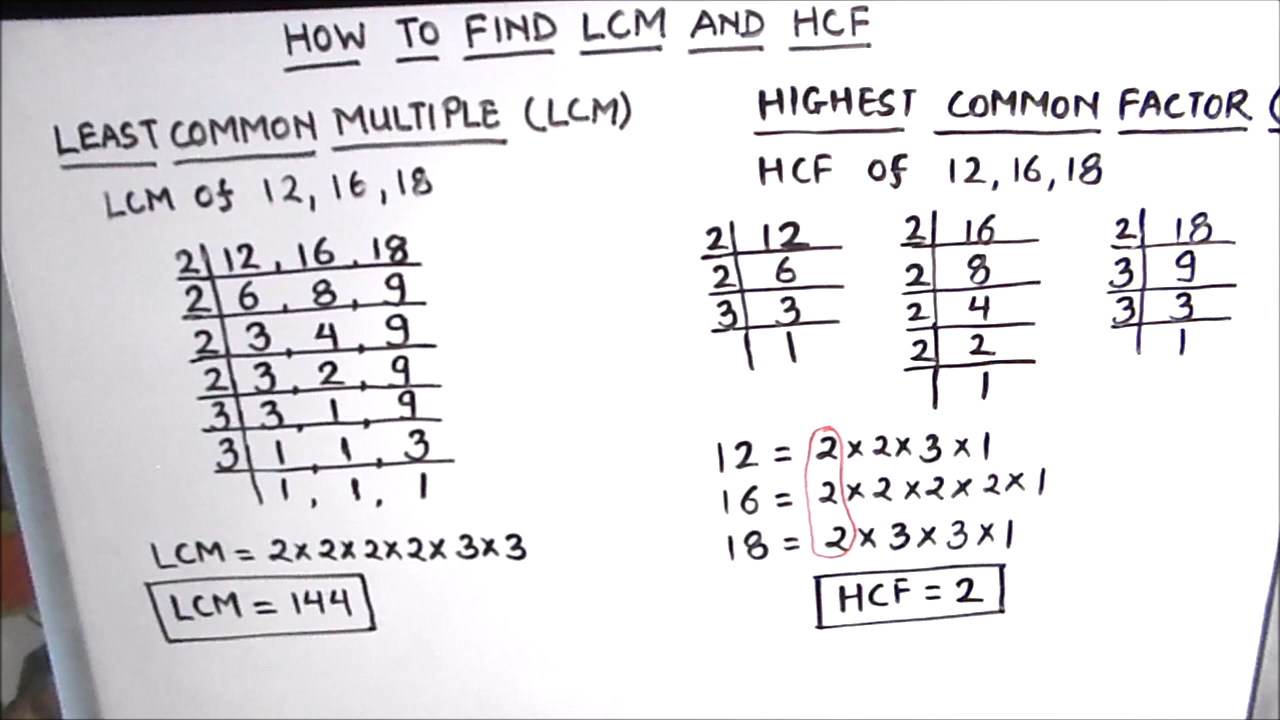 HOW TO FIND LCM AND HCF
LEAST COMMON MULTIPLE (LCM)
LCM of 12, 16, 18
2 | 12, 16, 18
2 | 6, 8, 9
2 | 3, 4, 9
2 | 3, 2, 9
3 | 3, 1, 9
3 | 1, 1, 3
| 1, 1, 1
LCM = 2×2×2×2×3×3
LCM = 144
HIGHEST COMMON FACTOR (
HCF of 12, 16, 18
2 | 12
2 | 6
3 | 3
| 1
2 | 16
2 | 8
2 | 4
2 | 2
| 1
2 | 18
3 | 9
3 | 3
1
12 = 2×2×3×1
16 = 2×2×2×2×1
18 = 2×3×3×1
HCF = 2